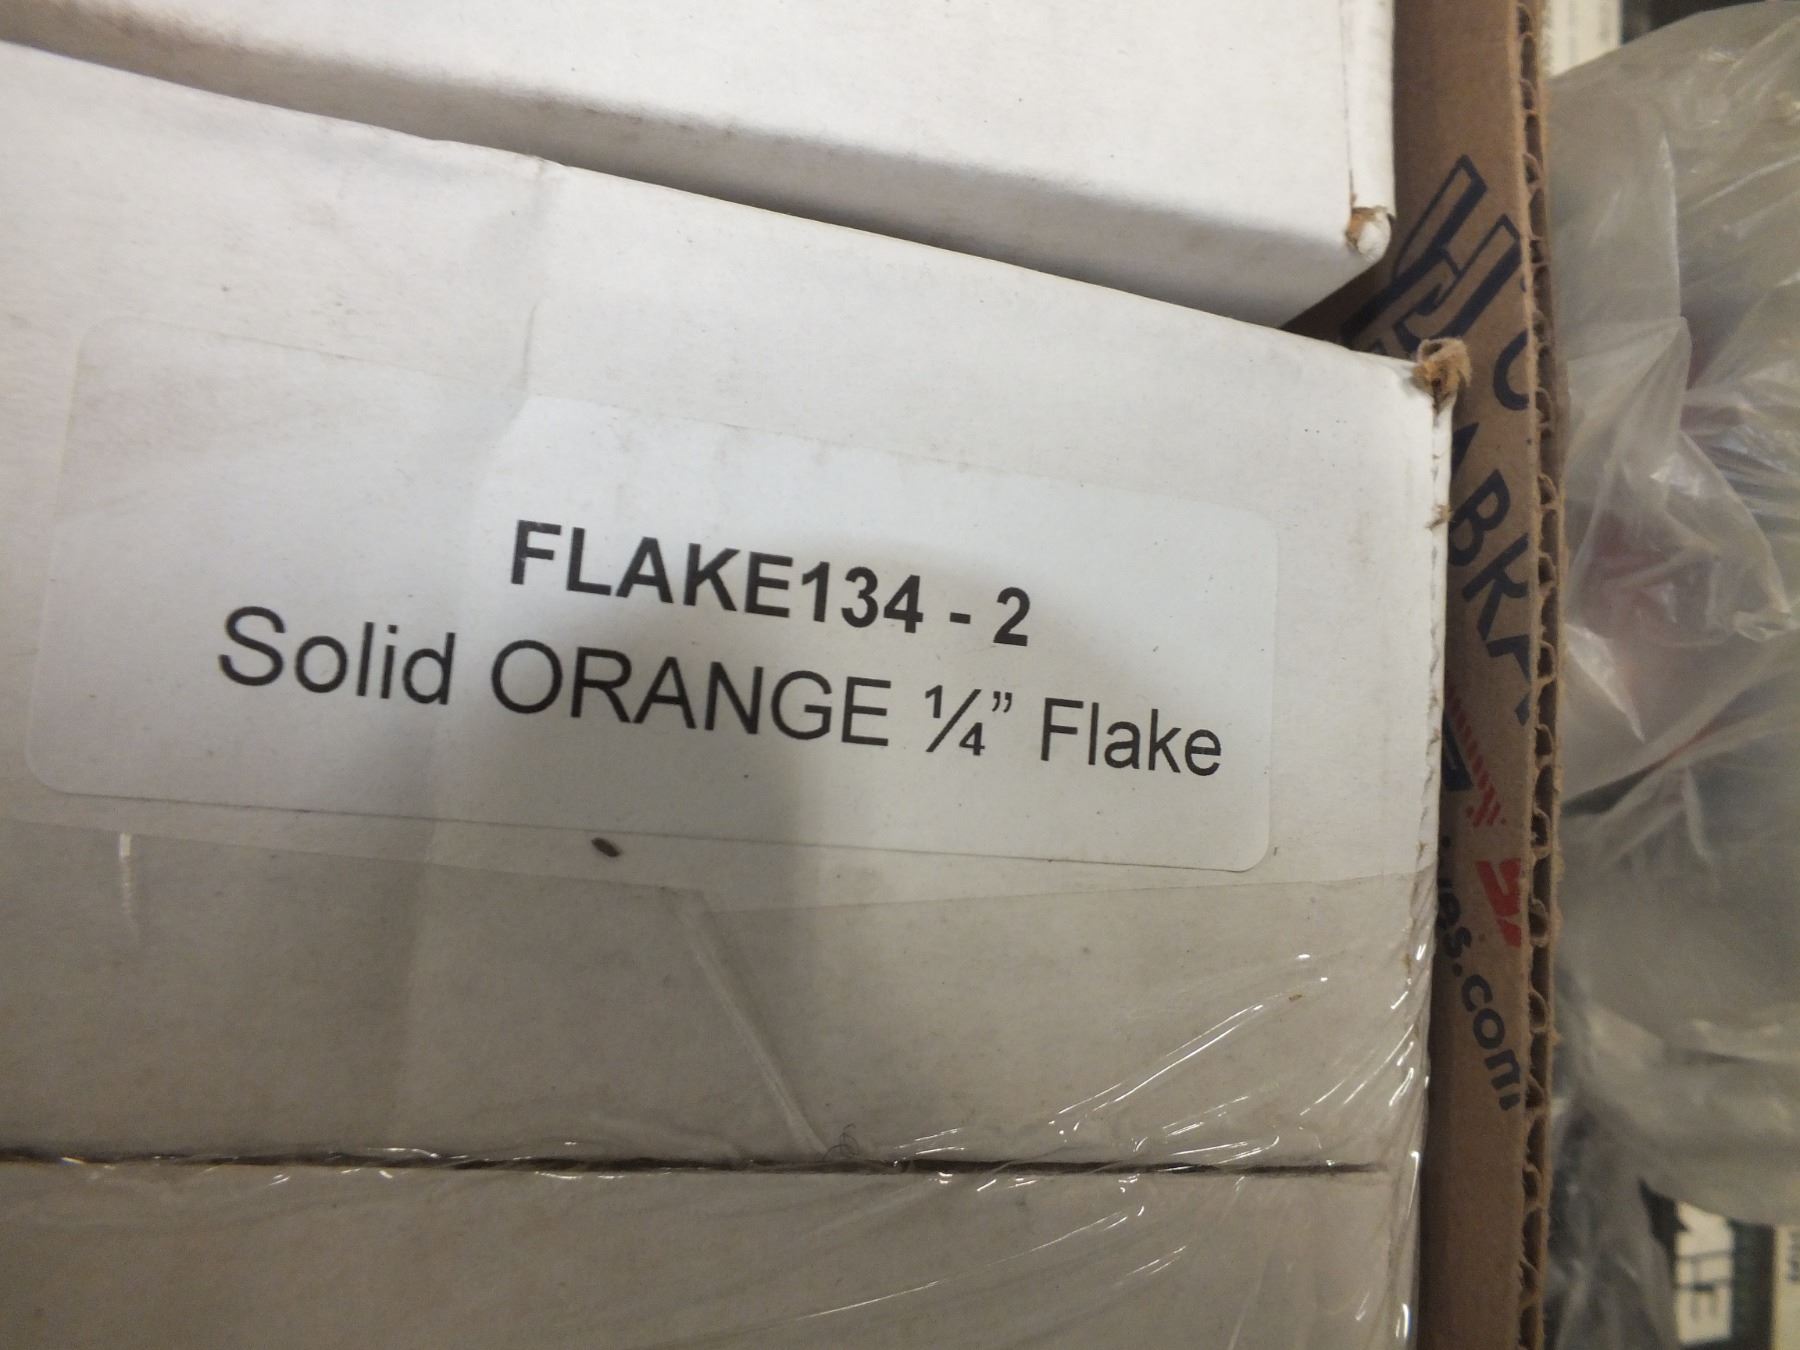 FLAKE134 - 2
Solid ORANGE ¼” Flake